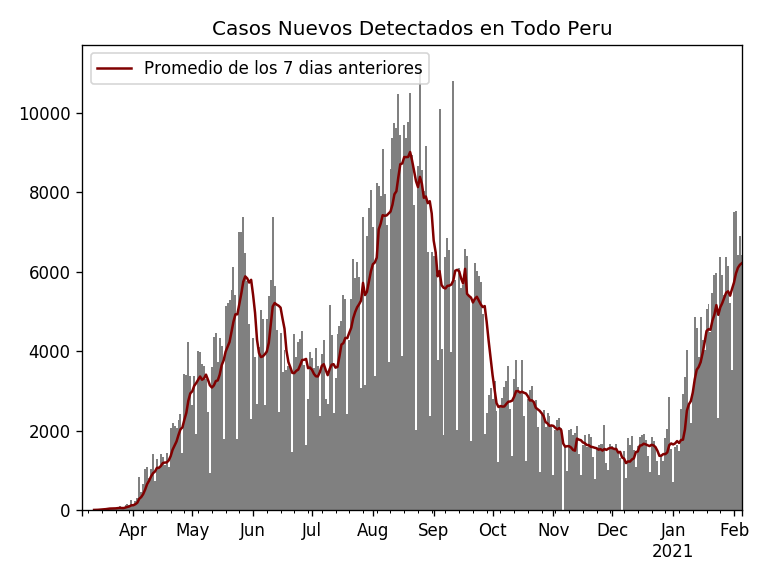 Casos Nuevos Detectados en Todo Peru
Promedio de los 7 dias anteriores
10000
8000
6000
4000
2000
0
Apr May Jun Jul Aug Sep Oct Nov Dec Jan Feb
2021